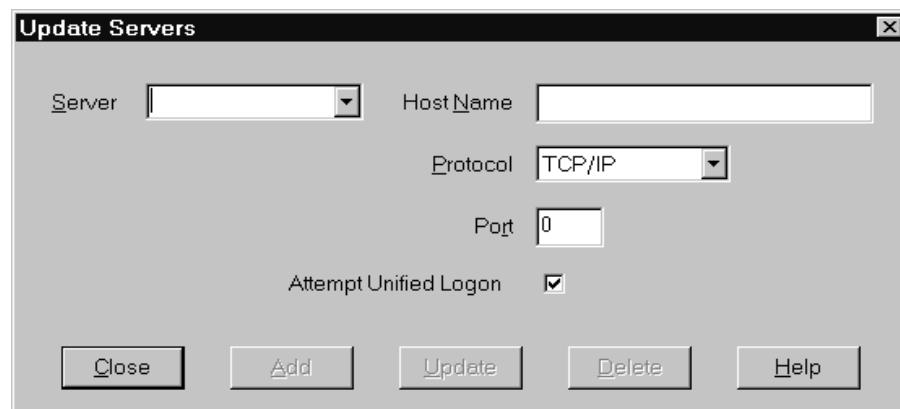 Update Servers
Server Host Name
Protocol TCP/IP
Port 0
Attempt Unified Logon
Close Add Update Delete Help